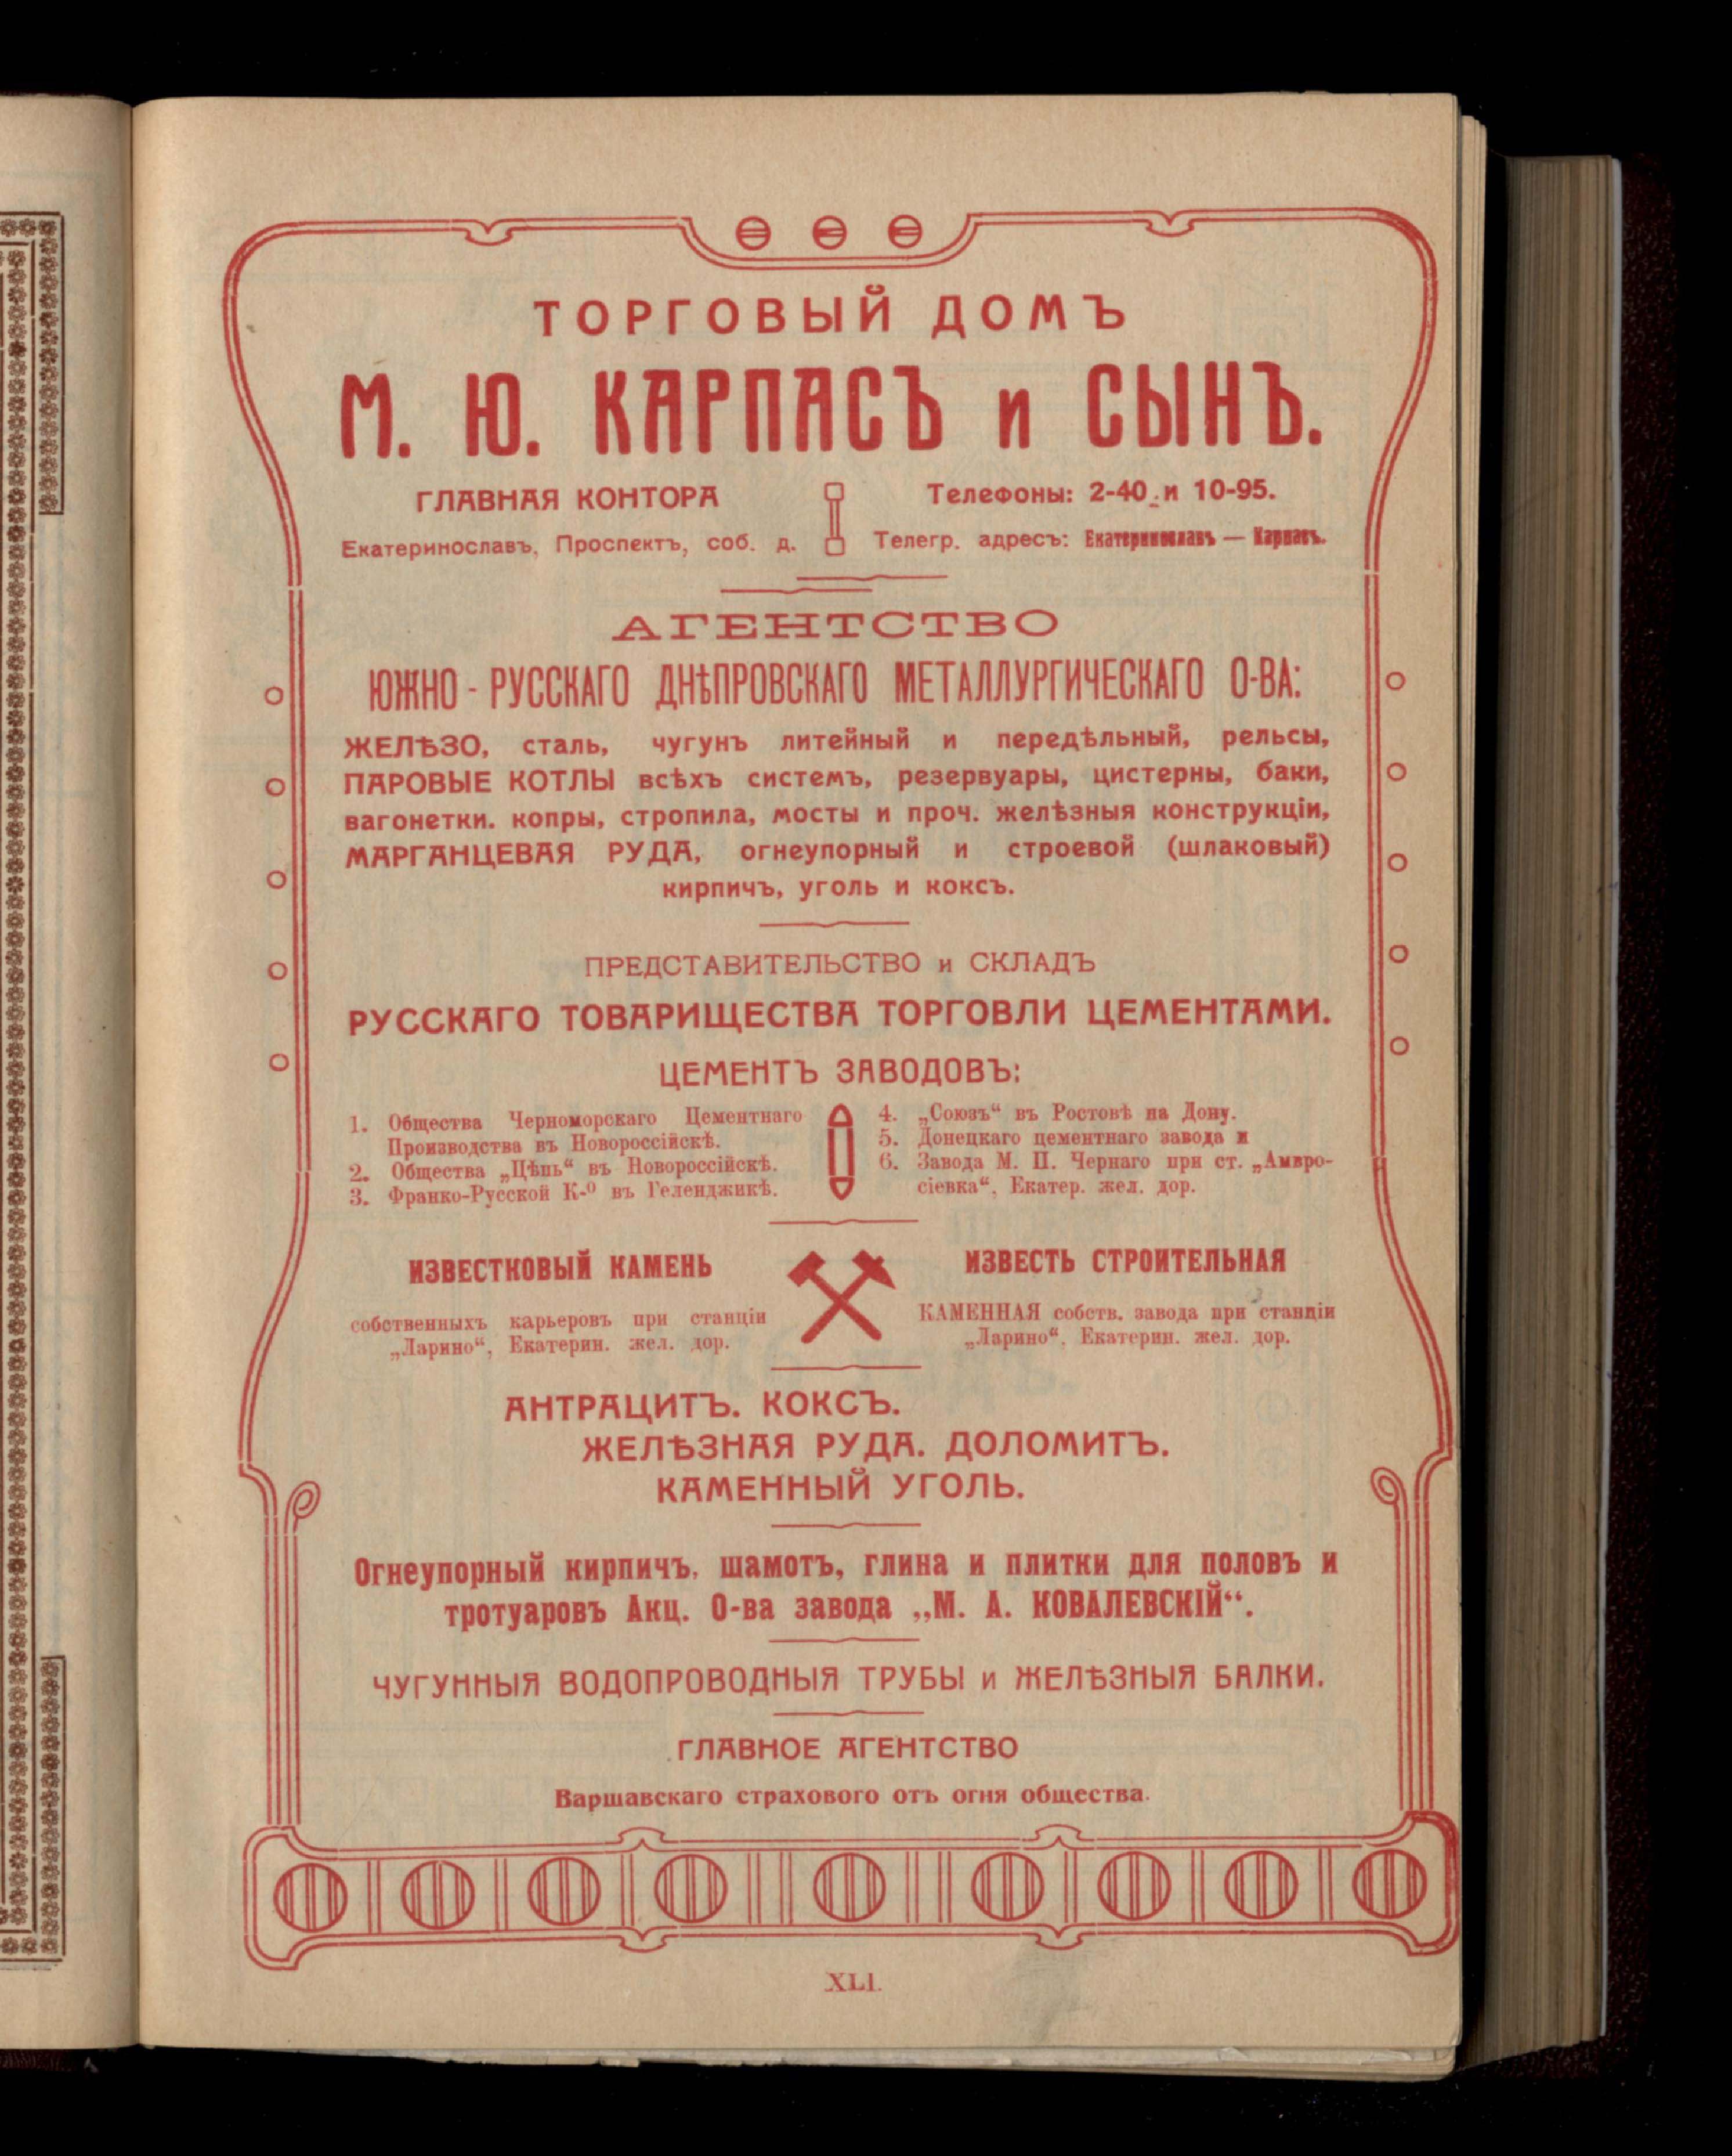 ТОРГОВЫЙ ДОМЪ
М. Ю. КАРПАСЪ и СЫНЪ.
ГЛАВНАЯ КОНТОРА
Екатеринославъ, Проспектъ, соб. д.
Телефоны: 2-40 и 10-95.
Телегр. адресъ: Екатеринославъ — Карпасъ.
АГЕНТСТВО
ЮЖНО-РУССКАГО ДНѢПРОВСКАГО МЕТАЛЛУРГИЧЕСКАГО О-ВА:
ЖЕЛѢЗО, сталь, чугунъ литейный и передѣльный, рельсы,
ПАРОВЫЕ КОТЛЫ всѣхъ системъ, резервуары, цистерны, баки,
вагонетки. копры, стропила, мосты и проч. желѣзныя конструкціи,
МАРГАНЦЕВАЯ РУДА, огнеупорный и строевой (шлаковый)
кирпичъ, уголь и коксъ.
ПРЕДСТАВИТЕЛЬСТВО и СКЛАДЪ
РУССКАГО ТОВАРИЩЕСТВА ТОРГОВЛИ ЦЕМЕНТАМИ.
ЦЕМЕНТЪ ЗАВОДОВЪ:
1. Общества Черноморскаго Цементнаго
Производства въ Новороссійскѣ.
2. Общества „Цѣпь“ въ Новороссійскѣ.
3. Франко-Русской К-о въ Геленджикѣ.
4. „Союзъ“ въ Ростовѣ на Дону.
5. Донецкаго цементнаго завода и
6. Завода М. П. Чернаго при ст. „Амвро-
сіевка“, Екатер. жел. дор.
ИЗВЕСТКОВЫЙ КАМЕНЬ
собственныхъ карьеровъ при станціи
„Ларино“, Екатерин. жел. дор.
ИЗВЕСТЬ СТРОИТЕЛЬНАЯ
КАМЕННАЯ собств. завода при станціи
„Ларино“, Екатерин. жел. дор.
АНТРАЦИТЪ. КОКСЪ.
ЖЕЛѢЗНАЯ РУДА. ДОЛОМИТЪ.
КАМЕННЫЙ УГОЛЬ.
Огнеупорный кирпичъ, шамотъ, глина и плитки для половъ и
тротуаровъ Акц. О-ва завода „М. А. КОВАЛЕВСКІЙ“.
ЧУГУННЫЯ ВОДОПРОВОДНЫЯ ТРУБЫ и ЖЕЛѢЗНЫЯ БАЛКИ.
ГЛАВНОЕ АГЕНТСТВО
Варшавскаго страхового отъ огня общества.
XLI.